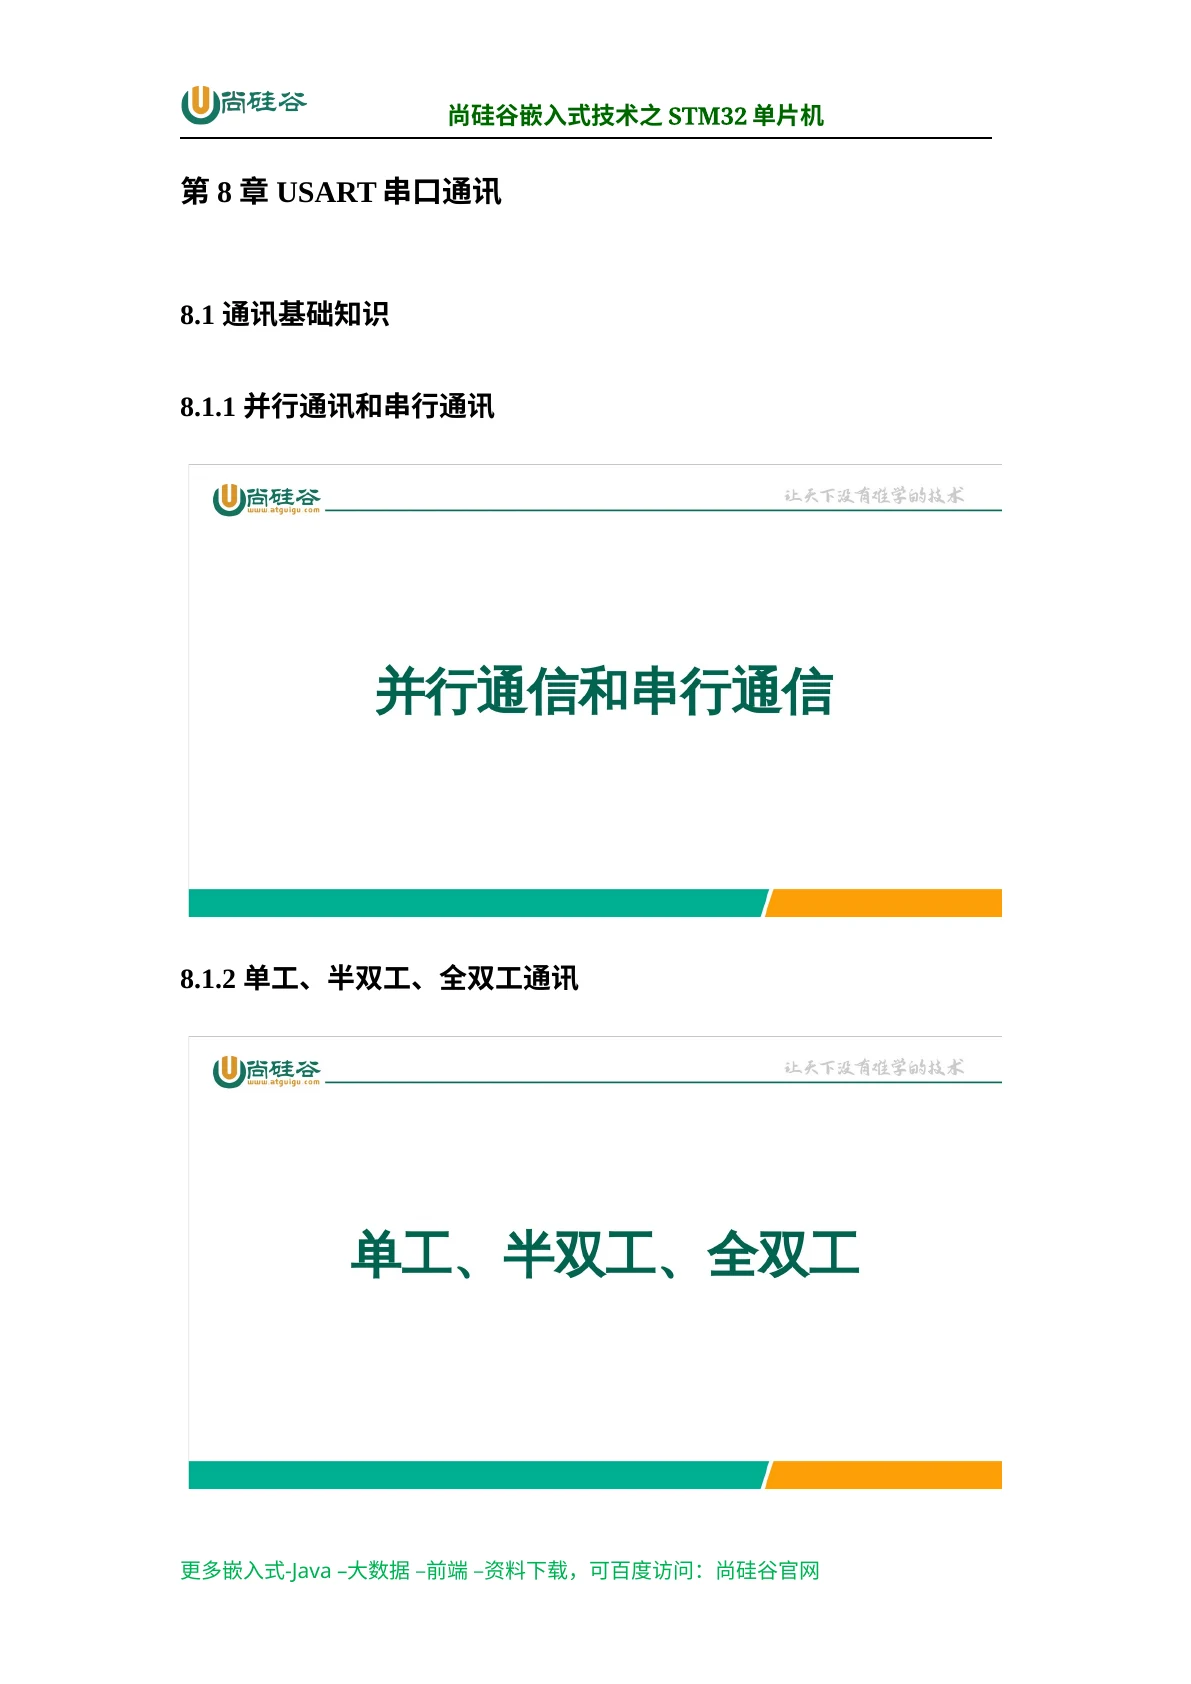 尚硅谷
尚硅谷嵌入式技术之 STM32 单片机
第 8 章 USART 串口通讯
8.1 通讯基础知识
8.1.1 并行通讯和串行通讯
尚硅谷
www.atguigu.com
让天下没有难学的技术
并行通信和串行通信
8.1.2 单工、半双工、全双工通讯
尚硅谷
www.atguigu.com
让天下没有难学的技术
单工、半双工、全双工
更多嵌入式-Java –大数据 –前端 –资料下载，可百度访问：尚硅谷官网